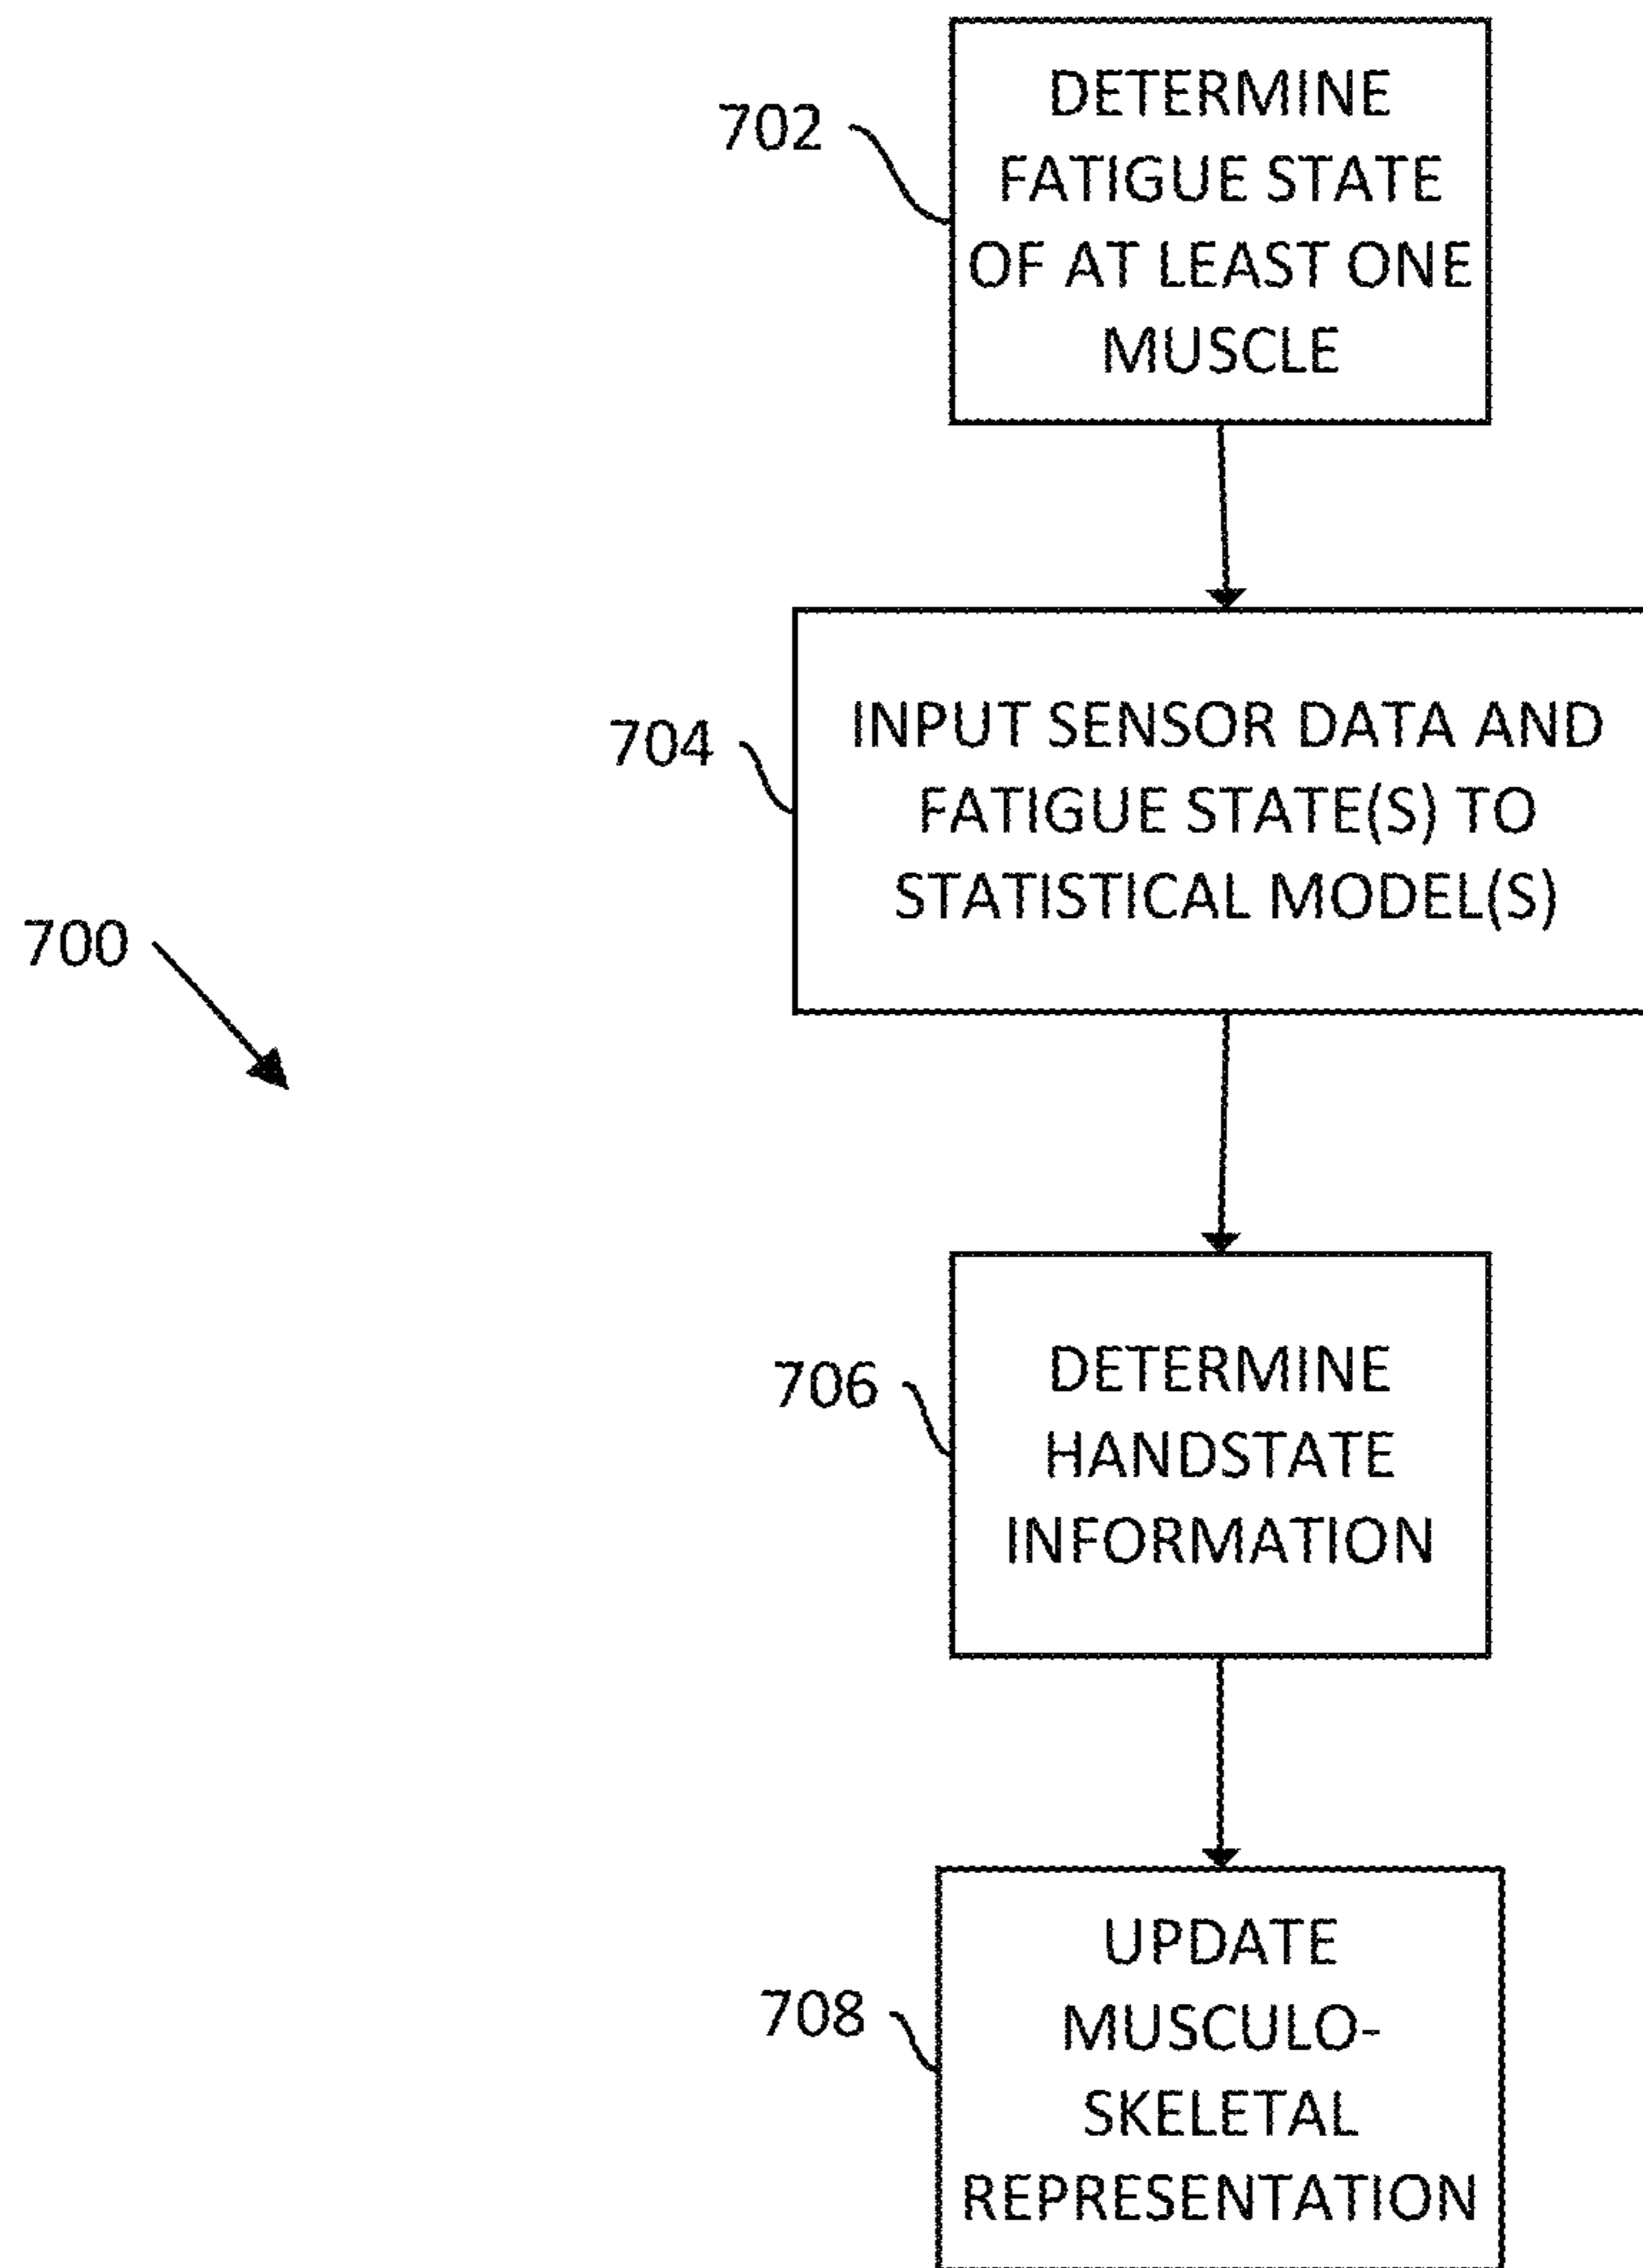 702
DETERMINE
FATIGUE STATE
OF AT LEAST ONE
MUSCLE
704
INPUT SENSOR DATA AND
FATIGUE STATE(S) TO
STATISTICAL MODEL(S)
700
706
DETERMINE
HANDSTATE
INFORMATION
708
UPDATE
MUSCULO-
SKELETAL
REPRESENTATION